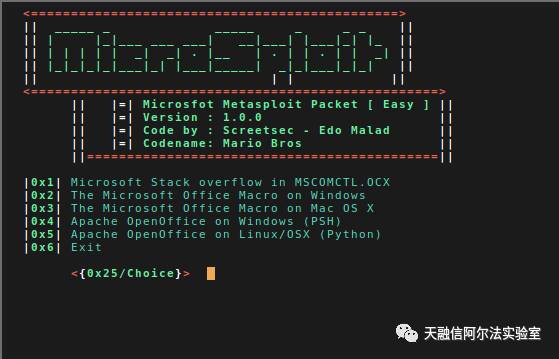 Microsfot Metasploit Packet [ Easy ]
Version : 1.0.0
Code by : Screetsec - Edo Malad
Codename: Mario Bros
|0x1| Microsoft Stack overflow in MSCOMCTL.OCX
|0x2| The Microsoft Office Macro on Windows
|0x3| The Microsoft Office Macro on Mac OS X
|0x4| Apache OpenOffice on Windows (PSH)
|0x5| Apache OpenOffice on Linux/OSX (Python)
|0x6| Exit
<{0x25/Choice}>
天融信阿尔法实验室